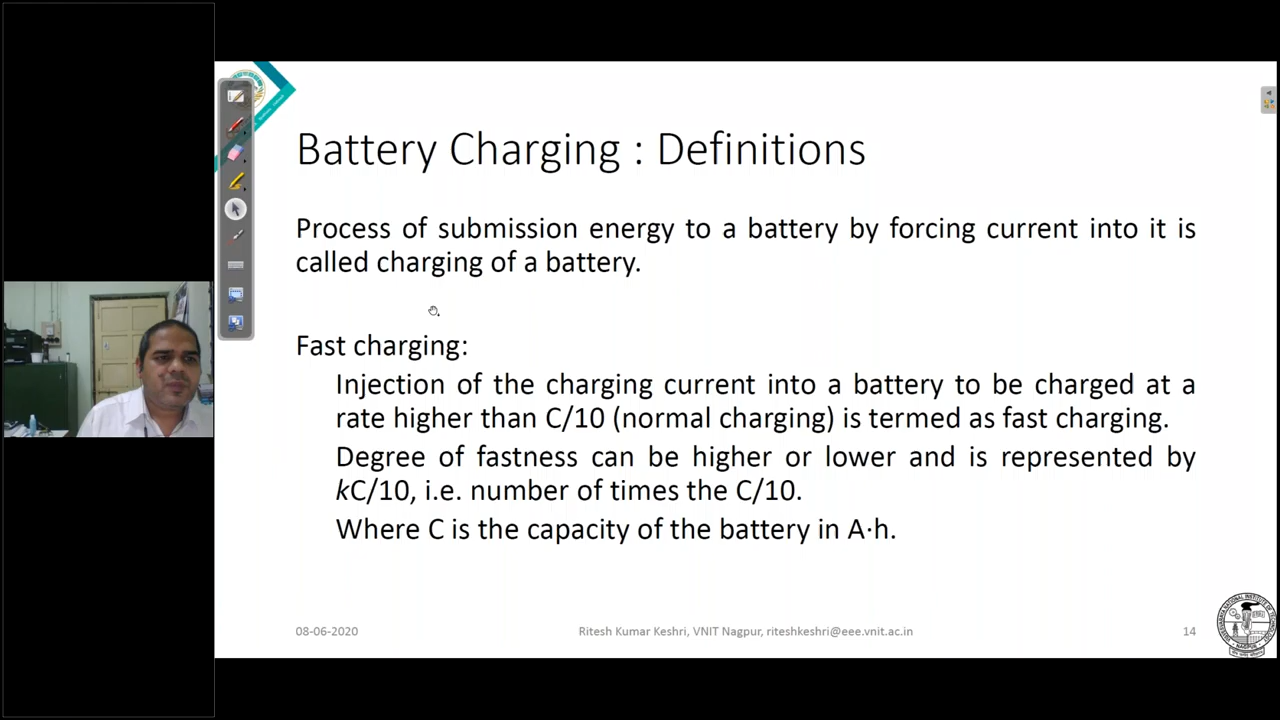 Battery Charging : Definitions
Process of submission energy to a battery by forcing current into it is
called charging of a battery.
Fast charging:
Injection of the charging current into a battery to be charged at a
rate higher than C/10 (normal charging) is termed as fast charging.
Degree of fastness can be higher or lower and is represented by
kC/10, i.e. number of times the C/10.
Where C is the capacity of the battery in A·h.
08-06-2020
Ritesh Kumar Keshri, VNIT Nagpur, riteshkeshri@eee.vnit.ac.in
14